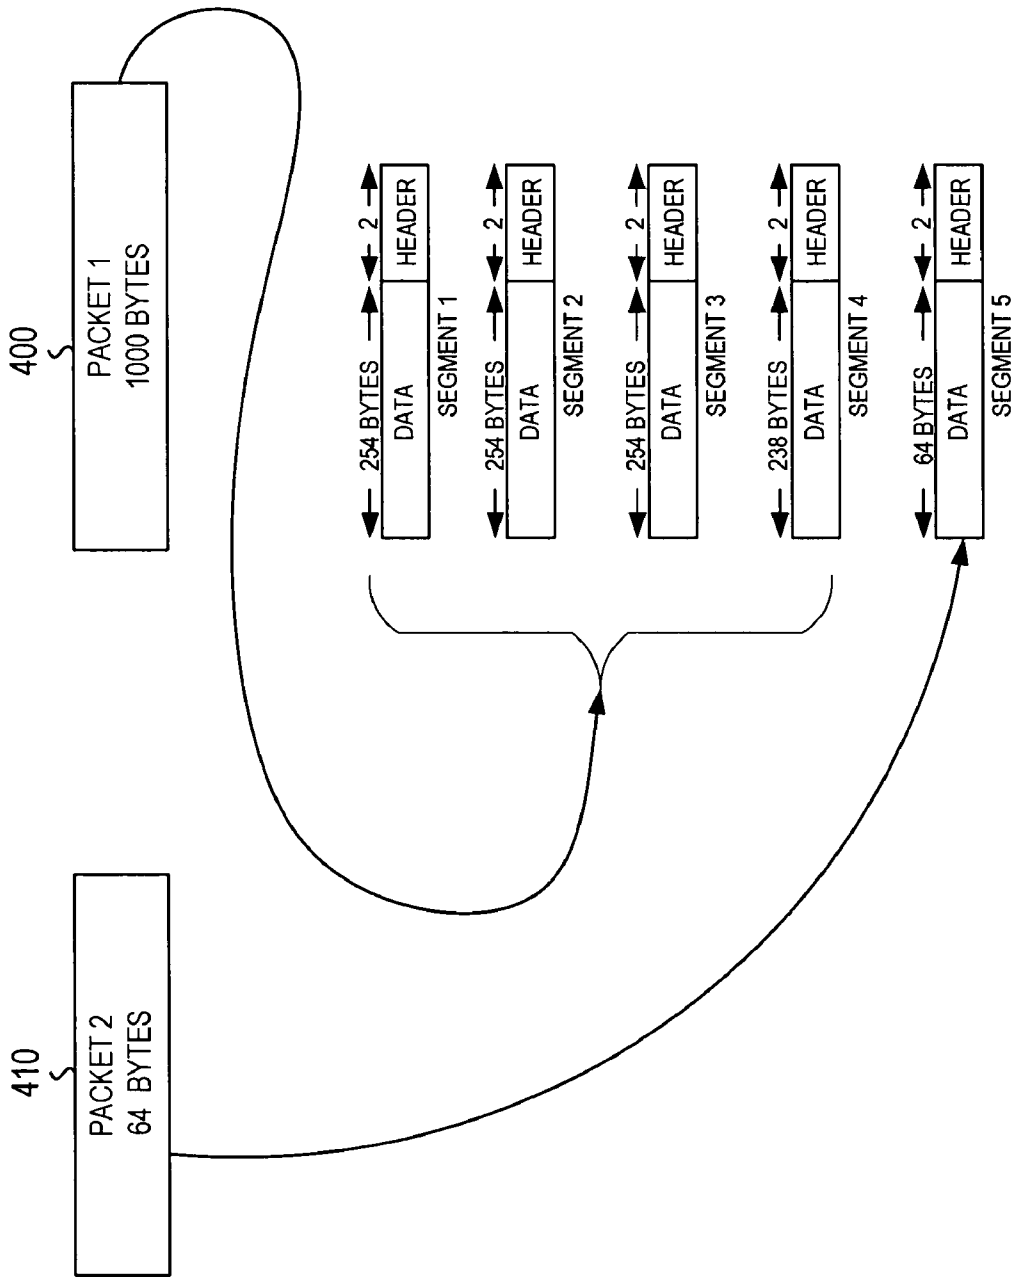 410
PACKET 2
64 BYTES
400
PACKET 1
1000 BYTES
254 BYTES 2
DATA HEADER
SEGMENT 1
254 BYTES 2
DATA HEADER
SEGMENT 2
254 BYTES 2
DATA HEADER
SEGMENT 3
238 BYTES 2
DATA HEADER
SEGMENT 4
64 BYTES 2
DATA HEADER
SEGMENT 5